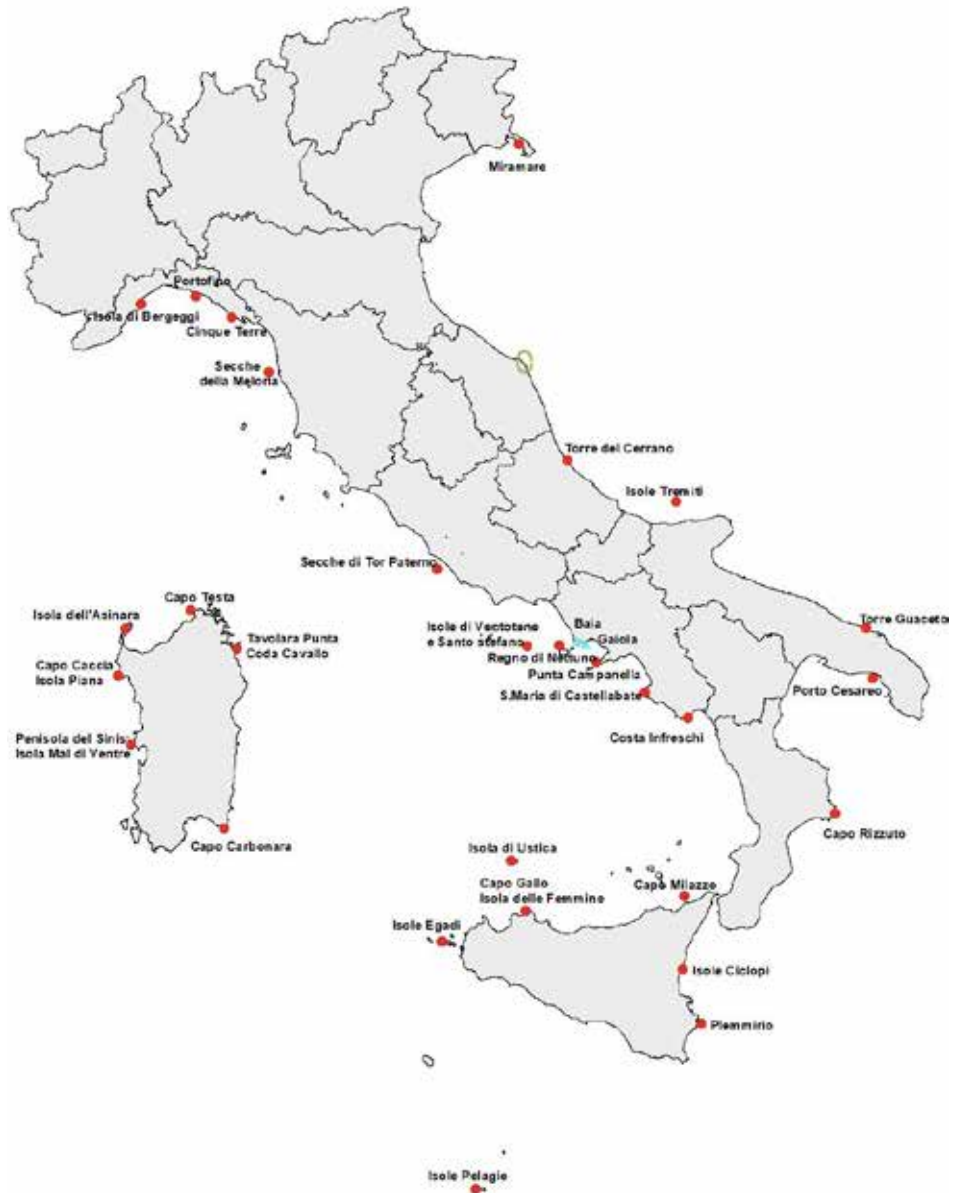 Miramare
Portofino
Isola di Bergeggi
Cinque Terre
Secche
della Meloria
Torre del Cerrano
Isole Tremiti
Secche di Tor Paterno
Capo Testa
Isola dell'Asinara
Tavolara Punta
Coda Cavallo
Capo Caccia
Isola Piana
Isole di Ventotene
e Santo Stefano
Baia
Gaiola
Regno di Nettuno
Punta Campanella
S.Maria di Castellabate
Costa Infreschi
Torre Guaceto
Porto Cesareo
Penisola del Sinis
Isola Mal di Ventre
Capo Carbonara
Capo Rizzuto
Isola di Ustica
Capo Gallo
Isola delle Femmine
Capo Milazzo
Isole Egadi
Isole Ciclopi
Plemmirio
Isole Pelagie